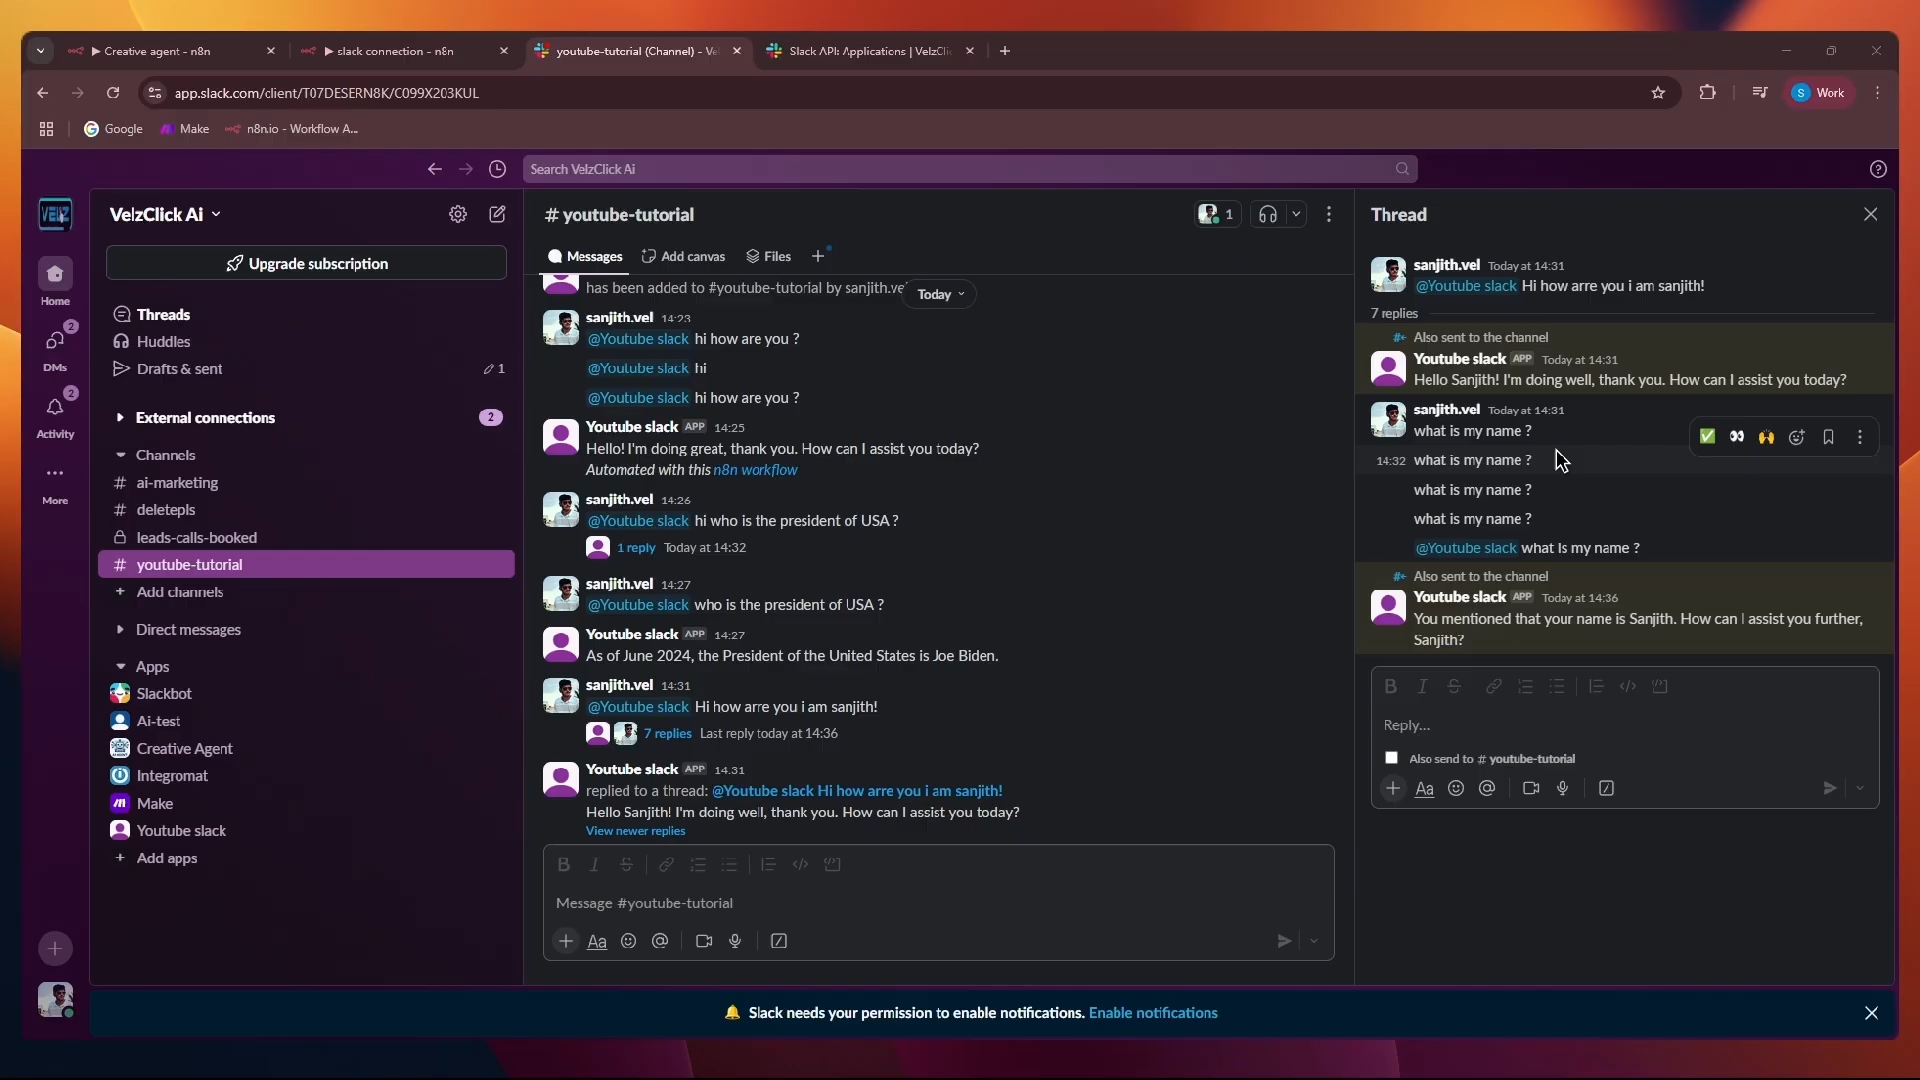 ▶ Creative agent - n8n
▶ slack connection - n8n
youtube-tutorial (Channel) - Ve
Slack API: Applications | VelzCli
app.slack.com/client/T07DESERN8K/C099X203KUL
S Work
Google
Make
n8n.io - Workflow A...
Search VelzClick Ai
VELZ
Home
2
DMs
2
Activity
More
VelzClick Ai
Upgrade subscription
Threads
Huddles
Drafts & sent
1
External connections
2
Channels
# ai-marketing
# deletepls
leads-calls-booked
# youtube-tutorial
+ Add channels
Direct messages
Apps
Slackbot
Ai-test
Creative Agent
Integromat
Make
Youtube slack
+ Add apps
# youtube-tutorial
1
Messages
Add canvas
Files
has been added to #youtube-tutorial by sanjith.ve
Today
sanjith.vel 14:23
@Youtube slack hi how are you ?
@Youtube slack hi
@Youtube slack hi how are you ?
Youtube slack APP 14:25
Hello! I'm doing great, thank you. How can I assist you today?
Automated with this n8n workflow
sanjith.vel 14:26
@Youtube slack hi who is the president of USA ?
1 reply Today at 14:32
sanjith.vel 14:27
@Youtube slack who is the president of USA ?
Youtube slack APP 14:27
As of June 2024, the President of the United States is Joe Biden.
sanjith.vel 14:31
@Youtube slack Hi how arre you i am sanjith!
7 replies Last reply today at 14:36
Youtube slack APP 14:31
replied to a thread: @Youtube slack Hi how arre you i am sanjith!
Hello Sanjith! I'm doing well, thank you. How can I assist you today?
View newer replies
B I S
Message #youtube-tutorial
Aa
Thread
sanjith.vel Today at 14:31
@Youtube slack Hi how arre you i am sanjith!
7 replies
Also sent to the channel
Youtube slack APP Today at 14:31
Hello Sanjith! I'm doing well, thank you. How can I assist you today?
sanjith.vel Today at 14:31
what is my name ?
14:32 what is my name ?
what is my name ?
what is my name ?
@Youtube slack what is my name ?
Also sent to the channel
Youtube slack APP Today at 14:36
You mentioned that your name is Sanjith. How can I assist you further,
Sanjith?
B I S
Reply...
Also send to # youtube-tutorial
Aa
Slack needs your permission to enable notifications. Enable notifications